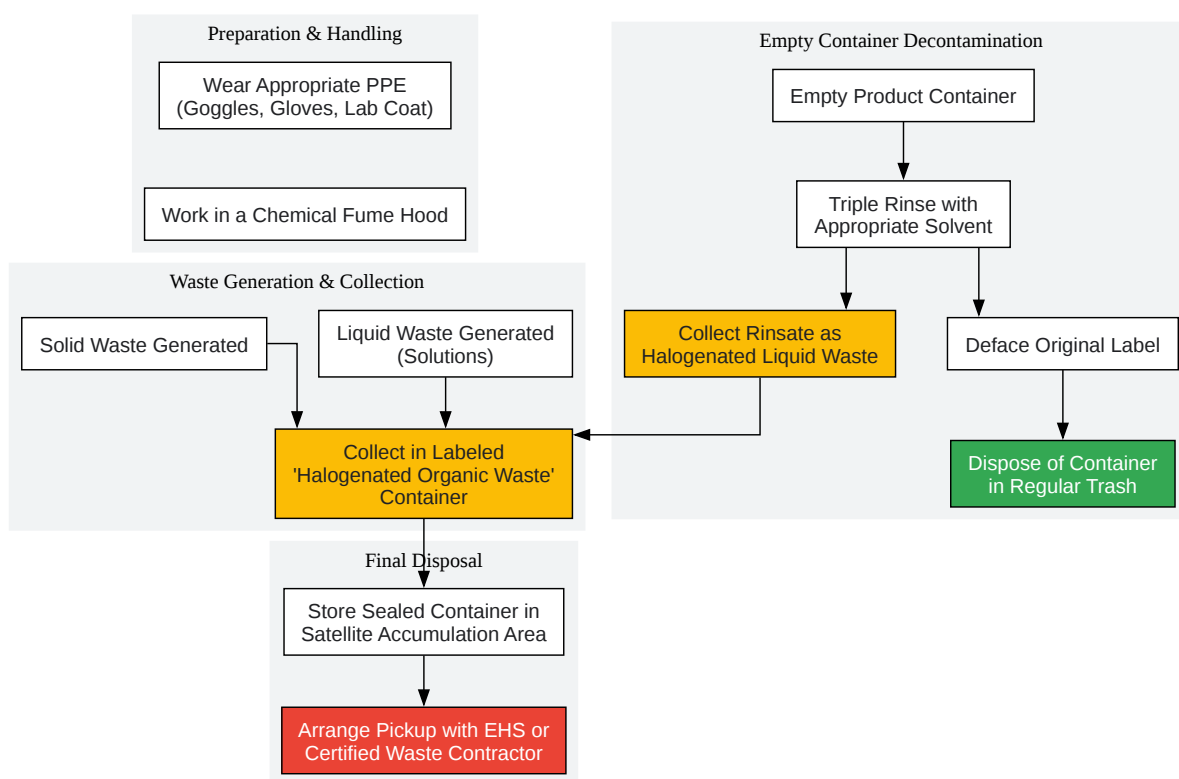 Preparation & Handling
Wear Appropriate PPE
(Goggles, Gloves, Lab Coat)
Work in a Chemical Fume Hood
Waste Generation & Collection
Solid Waste Generated
Liquid Waste Generated
(Solutions)
Collect in Labeled
'Halogenated Organic Waste'
Container
Final Disposal
Store Sealed Container in
Satellite Accumulation Area
Arrange Pickup with EHS or
Certified Waste Contractor
Empty Container Decontamination
Empty Product Container
Triple Rinse with
Appropriate Solvent
Collect Rinsate as
Halogenated Liquid Waste
Deface Original Label
Dispose of Container
in Regular Trash